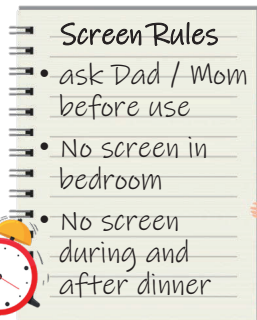 Screen Rules
• ask Dad / Mom
before use
• No screen in
bedroom
• No screen
during and
after dinner